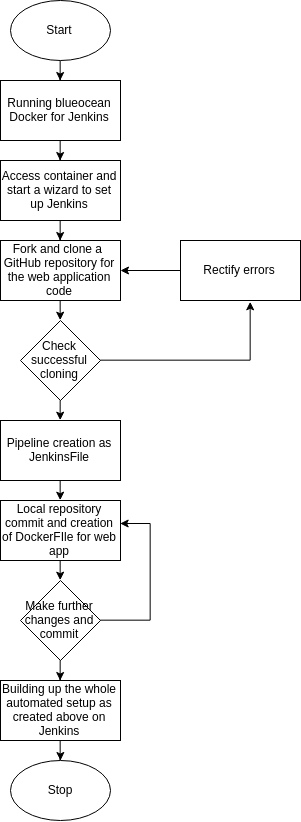 Start
Running blueocean
Docker for Jenkins
Access container and
start a wizard to set
up Jenkins
Fork and clone a
GitHub repository for
the web application
code
Rectify errors
Check
successful
cloning
Pipeline creation as
JenkinsFile
Local repository
commit and creation
of DockerFIle for web
app
Make further
changes and
commit
Building up the whole
automated setup as
created above on
Jenkins
Stop